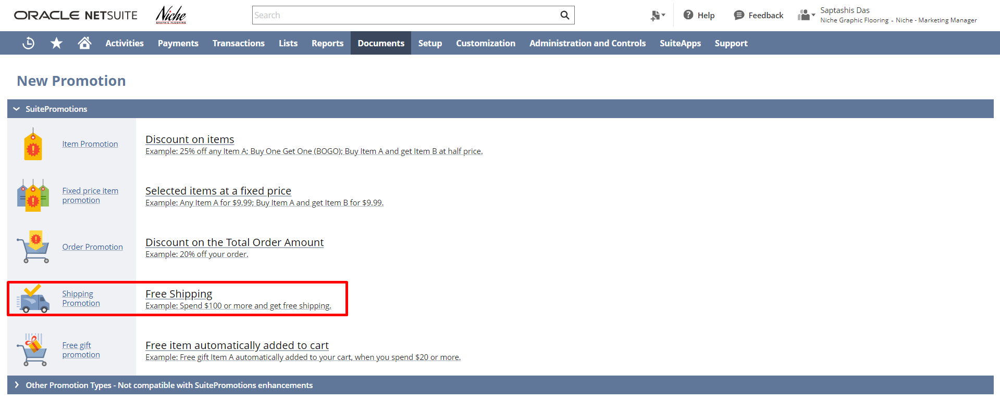 ORACLE NETSUITE
Niche
GRAPHIC FLOORING
Search
Help
Feedback
Saptashis Das
Niche Graphic Flooring - Niche - Marketing Manager
Activities Payments Transactions Lists Reports Documents Setup Customization Administration and Controls SuiteApps Support
New Promotion
SuitePromotions
Item Promotion
Discount on items
Example: 25% off any Item A; Buy One Get One (BOGO); Buy Item A and get Item B at half price.
Fixed price item
promotion
Selected items at a fixed price
Example: Any Item A for $9.99; Buy Item A and get Item B for $9.99.
Order Promotion
Discount on the Total Order Amount
Example: 20% off your order.
Shipping
Promotion
Free Shipping
Example: Spend $100 or more and get free shipping.
Free gift
promotion
Free item automatically added to cart
Example: Free gift Item A automatically added to your cart, when you spend $20 or more.
Other Promotion Types - Not compatible with SuitePromotions enhancements